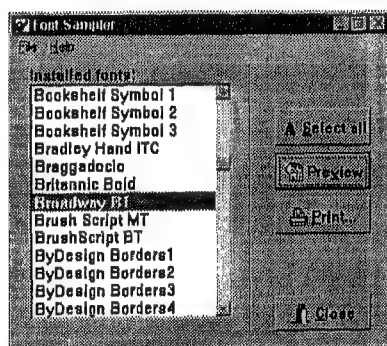 Font Sampler
File Help
Installed fonts:
Bookshelf Symbol 1
Bookshelf Symbol 2
Bookshelf Symbol 3
Bradley Hand ITC
Braggadocio
Britannic Bold
Broadway BT
Brush Script MT
BrushScript BT
ByDesign Borders1
ByDesign Borders2
ByDesign Borders3
ByDesign Borders4
A Select all
Preview
Print...
Close